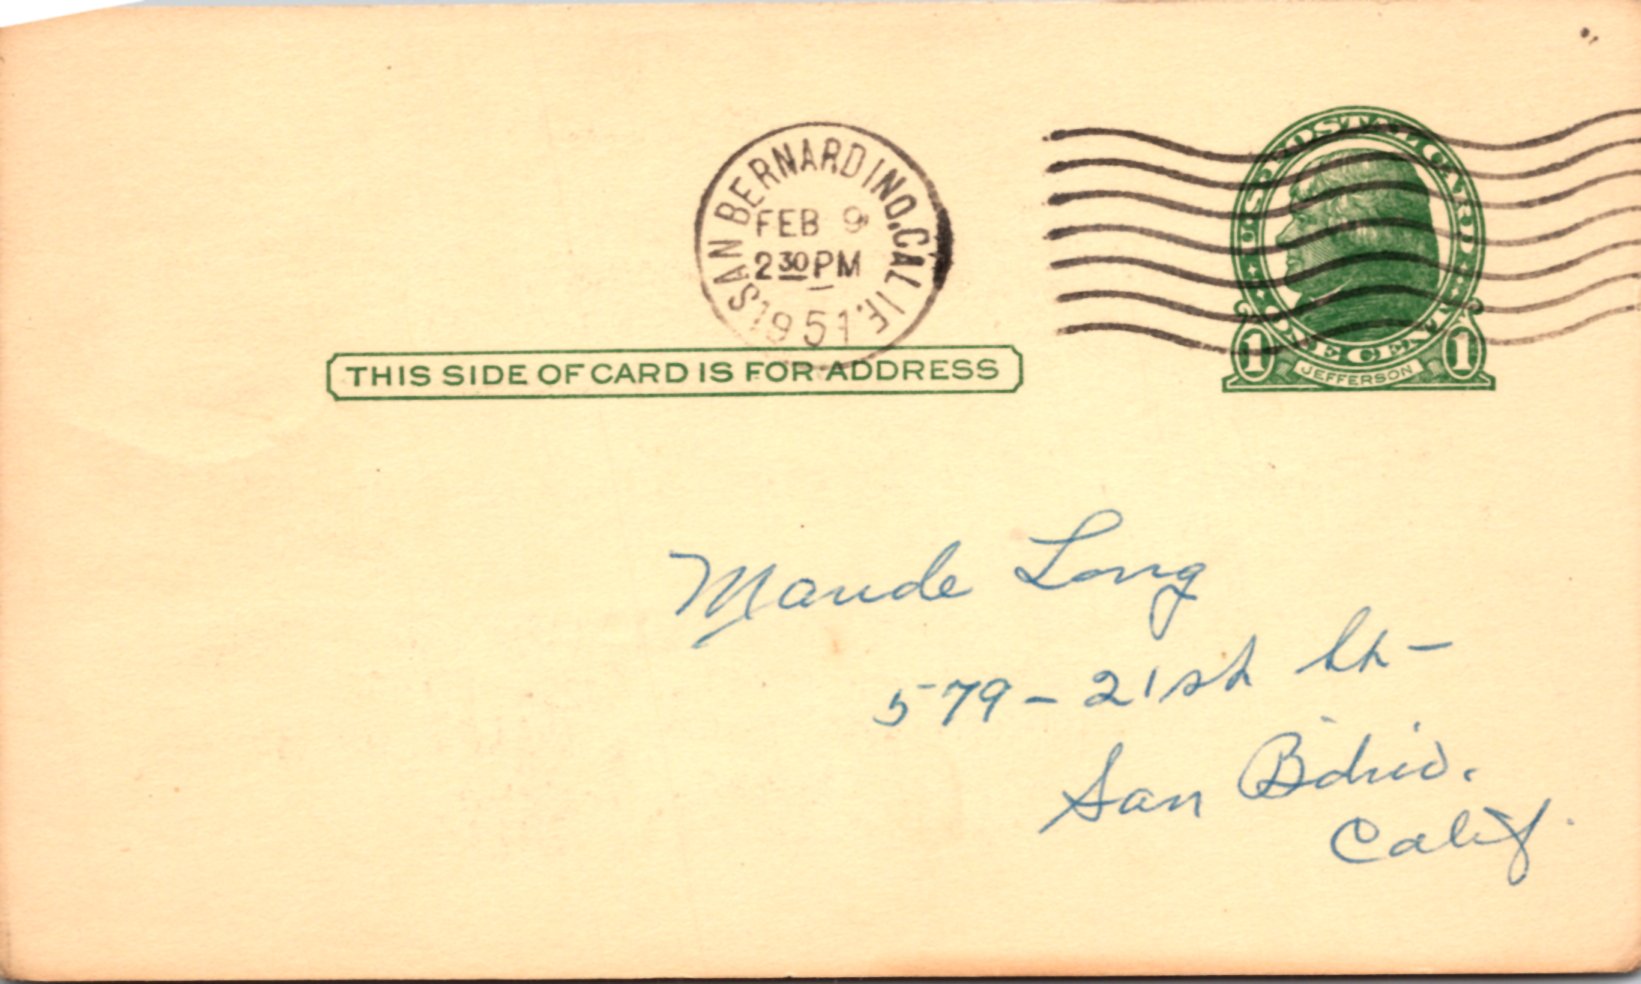 SAN BERNARDINO, CALIF.
FEB 9
2 30 PM
1951
U.S. POSTAL CARD
ONE CENT
1 JEFFERSON 1
THIS SIDE OF CARD IS FOR ADDRESS
Maude Long
579 - 21st St -
San Bdno.
Calif.